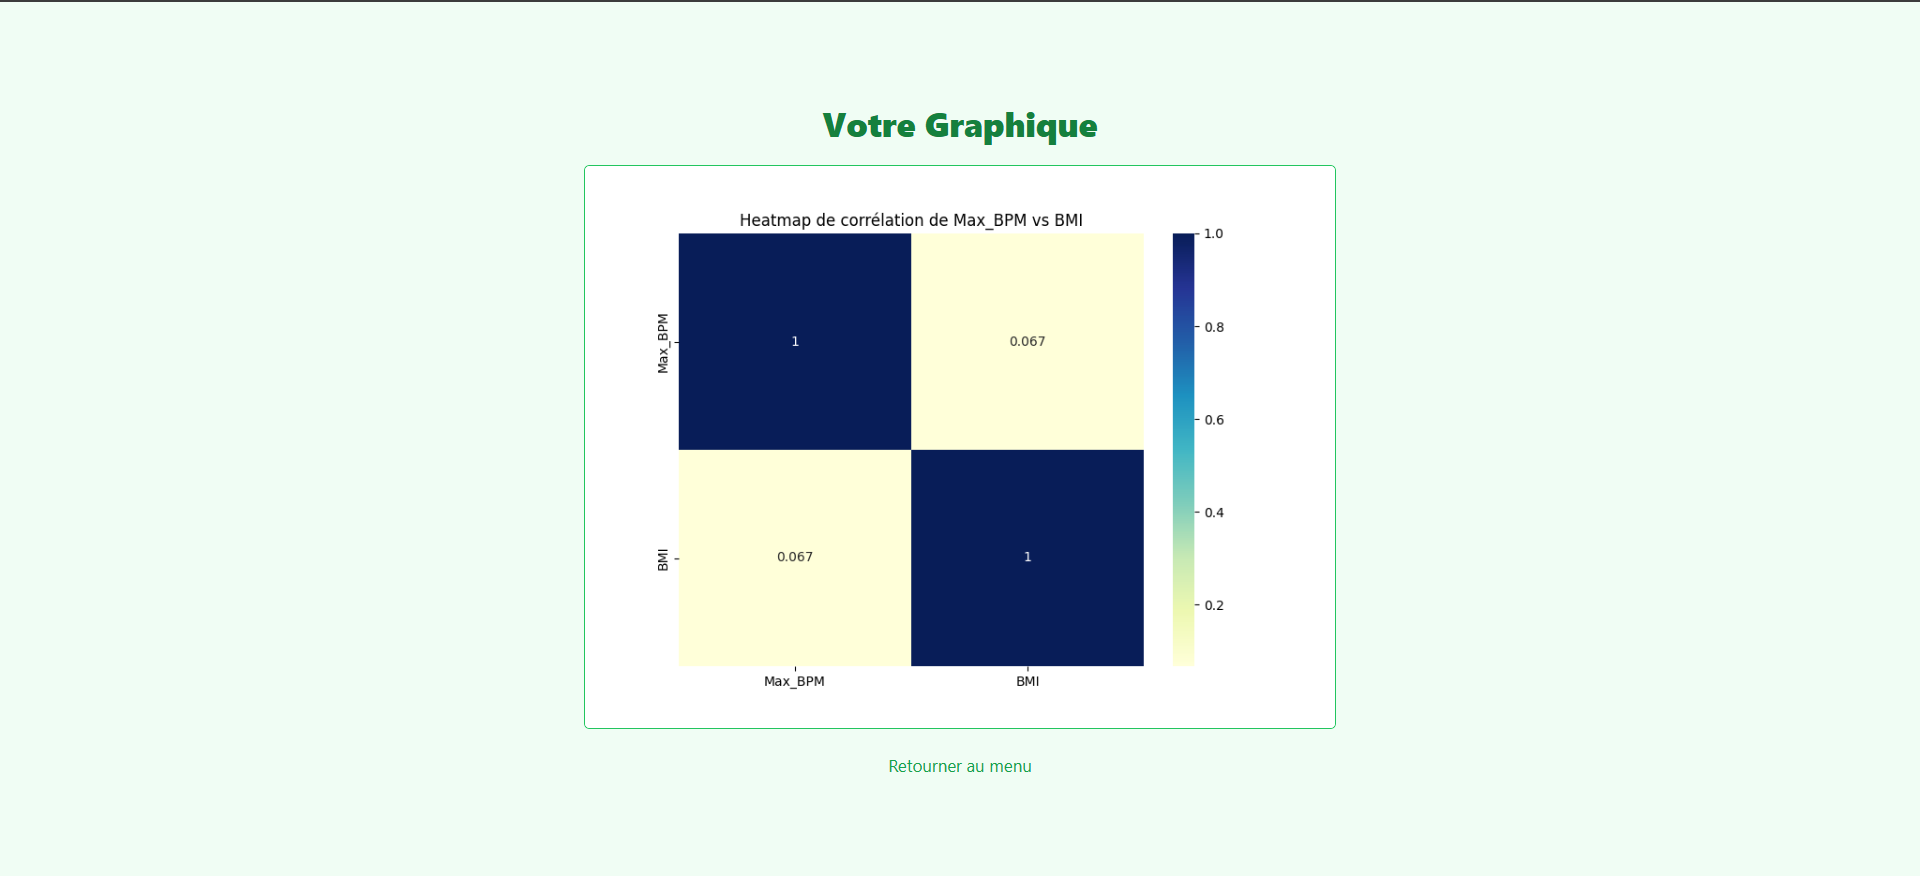 Votre Graphique
Heatmap de corrélation de Max_BPM vs BMI
1.0
Max_BPM
1
0.067
0.8
0.6
0.4
BMI
0.067
1
0.2
Max_BPM
BMI
Retourner au menu